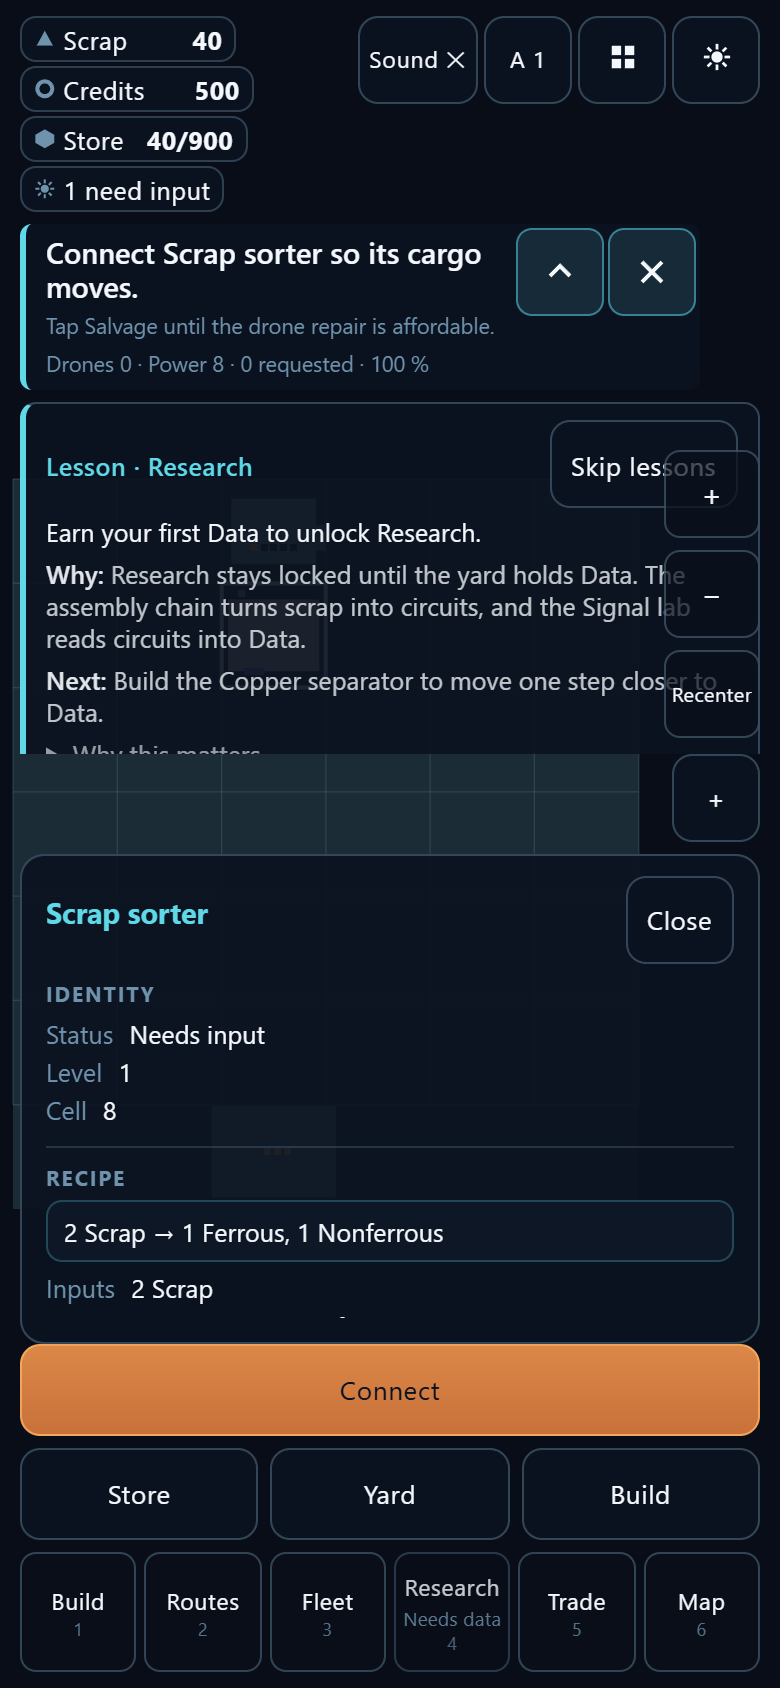 Scrap 40
Sound ✕
A 1
Credits 500
Store 40/900
1 need input
Connect Scrap sorter so its cargo
moves.
Tap Salvage until the drone repair is affordable.
Drones 0 · Power 8 · 0 requested · 100 %
Lesson · Research
Skip lessons
+
Earn your first Data to unlock Research.
Why: Research stays locked until the yard holds Data. The
assembly chain turns scrap into circuits, and the Signal lab
reads circuits into Data.
−
Next: Build the Copper separator to move one step closer to
Data.
Recenter
▶ Why this matters
+
Scrap sorter
Close
IDENTITY
Status Needs input
Level 1
Cell 8
RECIPE
2 Scrap → 1 Ferrous, 1 Nonferrous
Inputs 2 Scrap
Connect
Store
Yard
Build
Build
1
Routes
2
Fleet
3
Research
Needs data
4
Trade
5
Map
6